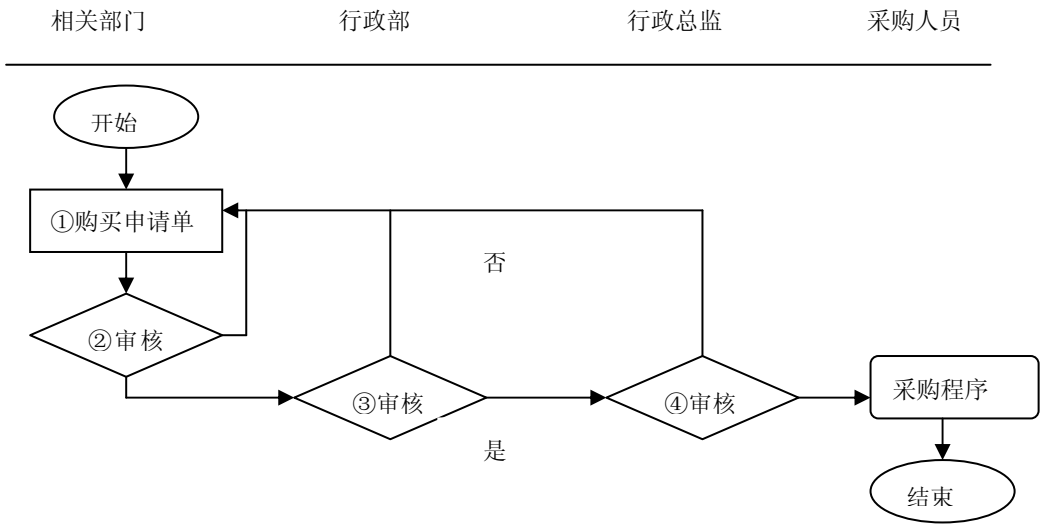 相关部门 行政部 行政总监 采购人员
开始
①购买申请单
否
②审核
③审核 ④审核 采购程序
是
结束